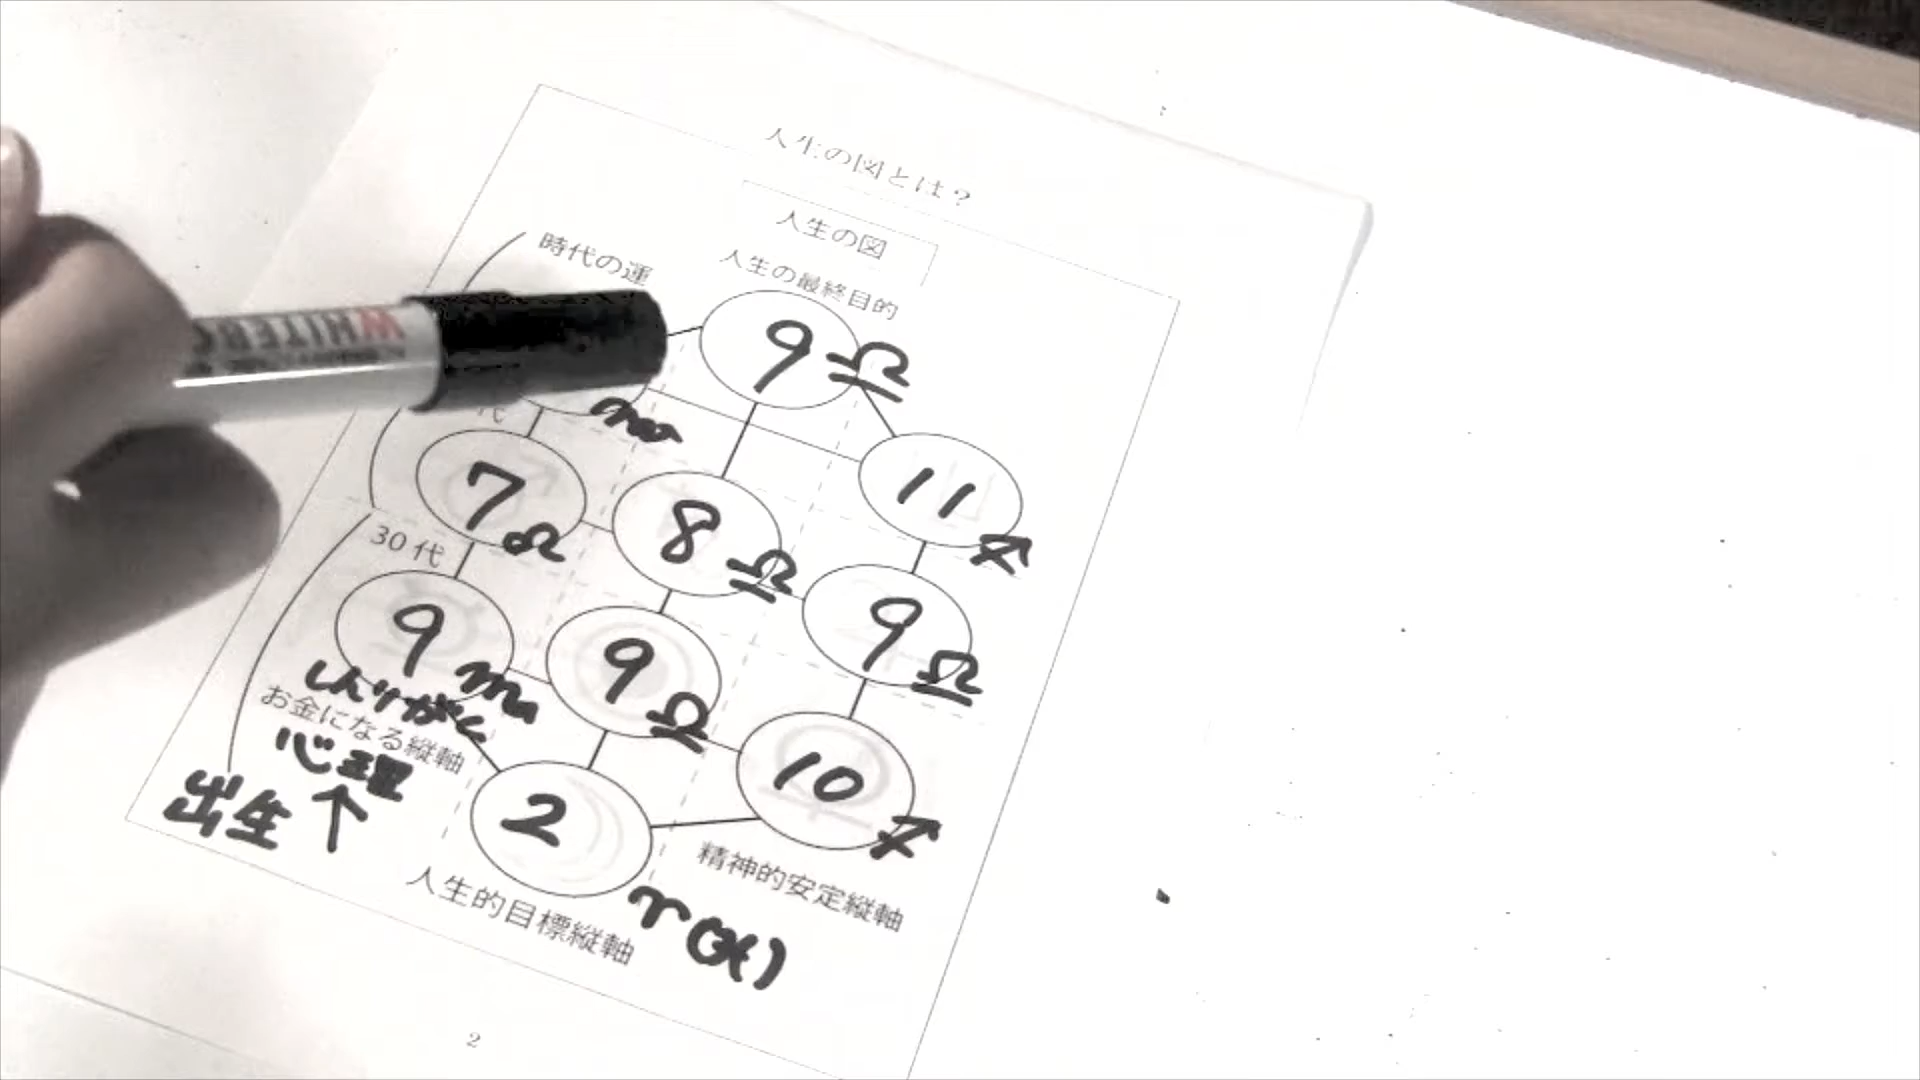 人生の図とは？
人生の図
人生の最終目的
時代の運
9 ♎
代
11 ♐
7 ♎
8 ♎
30 代
9 ♎
9 ♏
9 ♎
しんりがく
お金になる縦軸
心理
10 ♐
出生 ↑
2
精神的安定縦軸
人生的目標縦軸
♈
2
WHITEBO